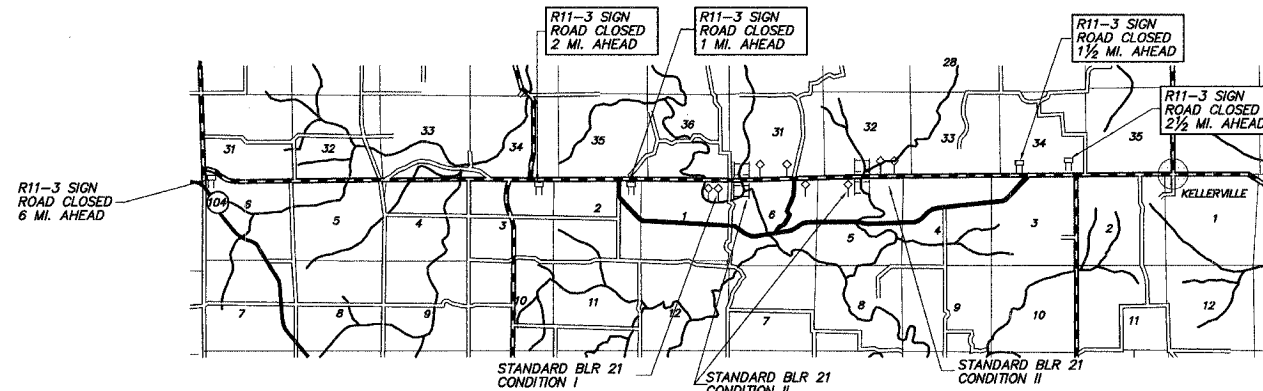 R11-3 SIGN
ROAD CLOSED
2 MI. AHEAD
R11-3 SIGN
ROAD CLOSED
1 MI. AHEAD
R11-3 SIGN
ROAD CLOSED
1½ MI. AHEAD
R11-3 SIGN
ROAD CLOSED
2½ MI. AHEAD
28
31
32
33
34
35
36
31
32
33
34
35
R11-3 SIGN
ROAD CLOSED
6 MI. AHEAD
104
6
5
4
3
2
1
6
5
4
3
2
KELLERVILLE
1
7
8
9
10
11
12
7
8
9
10
11
12
STANDARD BLR 21
CONDITION I
STANDARD BLR 21
CONDITION II
STANDARD BLR 21
CONDITION II